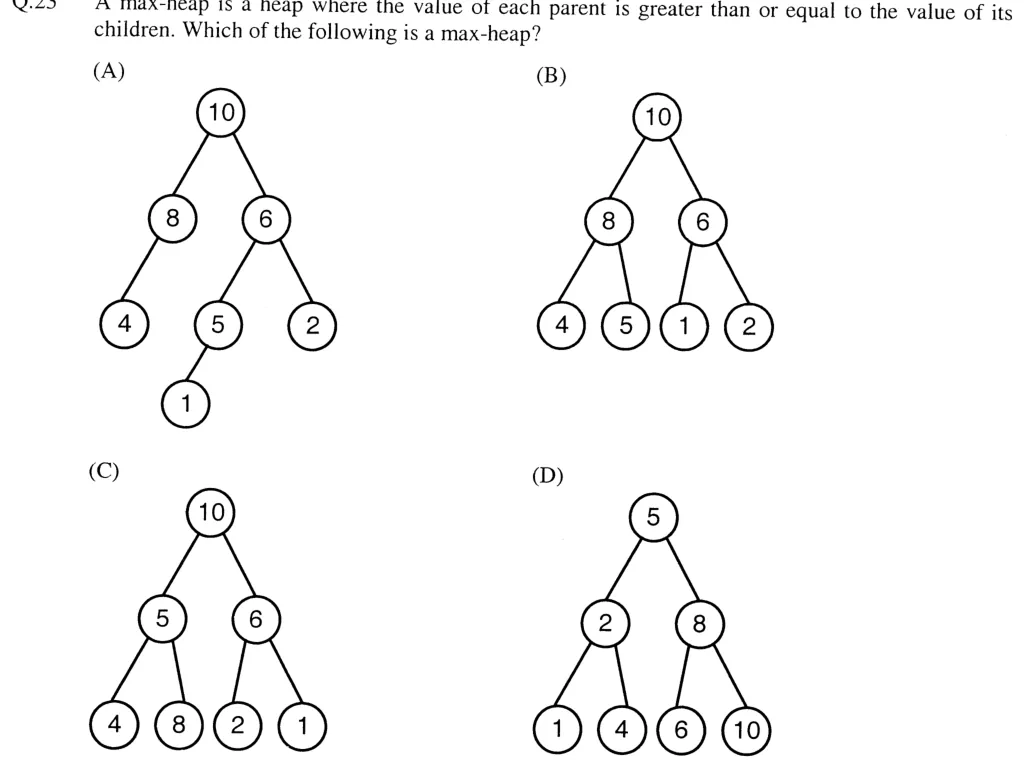 Q.23 A max-heap is a heap where the value of each parent is greater than or equal to the value of its
children. Which of the following is a max-heap?
(A)
10
8 6
4 5 2
1
(B)
10
8 6
4 5 1 2
(C)
10
5 6
4 8 2 1
(D)
5
2 8
1 4 6 10